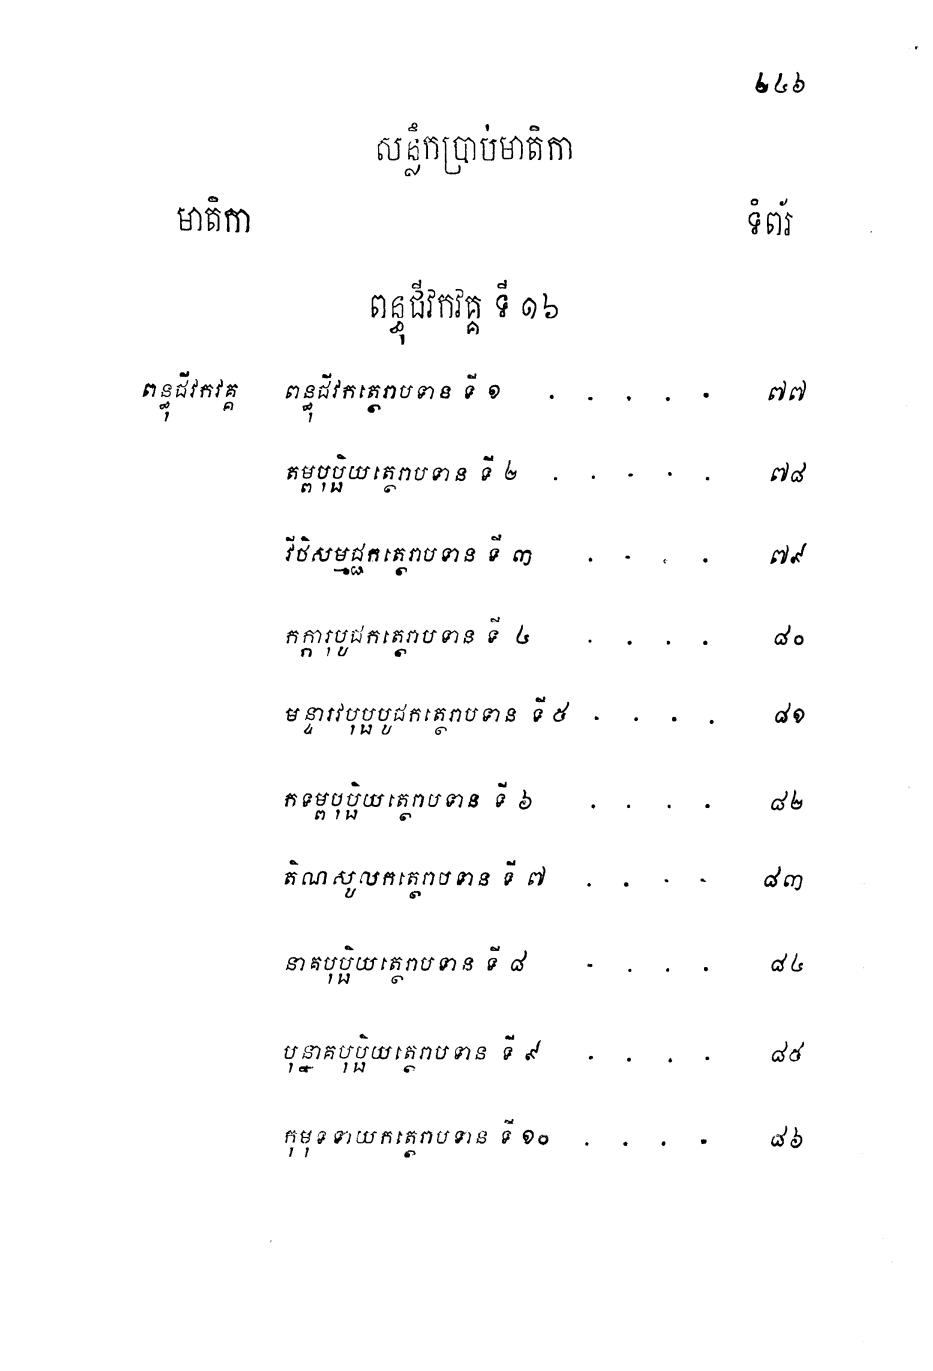 ២៤៦
សន្លឹកប្រាប់មាតិកា
មាតិកា ទំព័រ
ពន្ធុជីវកវគ្គ ទី ១៦
ពន្ធុជីវកវគ្គ ពន្ធុជីវកត្ថេរាបទាន ទី ១ . . . . . ៧៧
តម្ពបុប្ផិយត្ថេរាបទាន ទី ២ . . . . . ៧៨
វីថិសម្មជ្ជកត្ថេរាបទាន ទី ៣ . . . . ៧៩
កក្ការុបូជកត្ថេរាបទាន ទី ៤ . . . . ៨០
មន្ទារវបុប្ផបូជកត្ថេរាបទាន ទី ៥ . . . . ៨១
កទម្ពបុប្ផិយត្ថេរាបទាន ទី ៦ . . . . ៨២
តិណសូលកត្ថេរាបទាន ទី ៧ . . . . ៨៣
នាគបុប្ផិយត្ថេរាបទាន ទី ៨ . . . . ៨៤
បុន្នាគបុប្ផិយត្ថេរាបទាន ទី ៩ . . . . ៨៥
កុមុទទាយកត្ថេរាបទាន ទី ១០ . . . . ៨៦